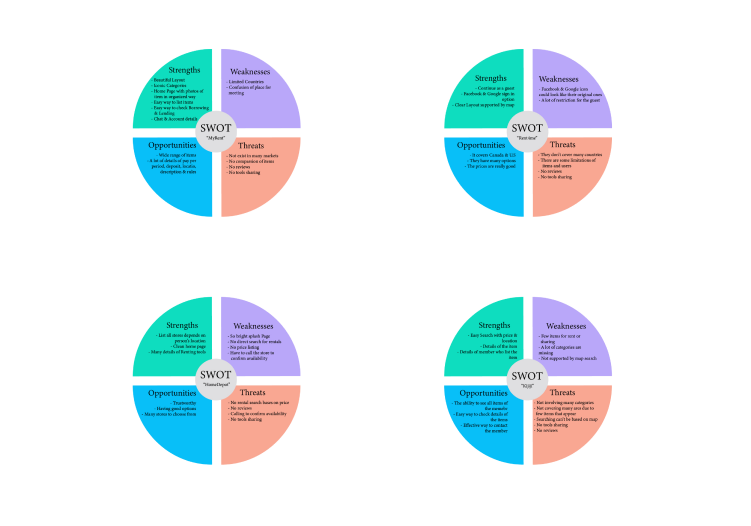 Strengths
- Beautiful Layout
- Iconic Categories
- Home Page with photos of
item in organized way
- Easy way to list items
- Easy way to check Borrowing
& Lending
- Chat & Account details
Weaknesses
- Limited Countries
- Confusion of place for
meeting
SWOT
"MyRent"
Opportunities
- Wide range of items
- A lot of details of pay per
period, deposit, locates,
description & rules
Threats
- Not exist in many markets
- No comparison of items
- No reviews
- No tools sharing
Strengths
- Continue as a guest
- Facebook & Google sign in
option
- Clear Layout supported by map
Weaknesses
- Facebook & Google icon
could look like their original ones
- A lot of restriction for the guest
SWOT
Opportunities
It covers Canada & US
- They have many options
- The prices are really good
Threats
- They don't cover many countries
- There are some limitations of
items and users
- No reviews
- No tools sharing
Strengths
- List all stores depends on
person's location
- Clean home page
- Many details of Renting tools
Weaknesses
- So bright splash Page
- No direct search for rentals
- No price listing
- Have to call the store to
confirm availability
SWOT
"HomeDepot"
Opportunities
- Trustworthy
- Having good options
- Many stores to choose from
Threats
- No rental search bases on price
- No reviews
- Calling to confirm availability
- No tools sharing
Strengths
- Easy Search with price &
location
- Details of the item
- Details of member who list the
item
Weaknesses
- Few items for rent or
sharing
- A lot of categories are
missing
- Not supported by map search
SWOT
"Kijiji"
Opportunities
- The ability to see all items of
the member
- Easy way to check details of
the items
- Effective way to contact
the member
Threats
- Not involving many categories
- Not covering many area due to
few items that appear
- Searching can't be based on map
- No tools sharing
- No reviews